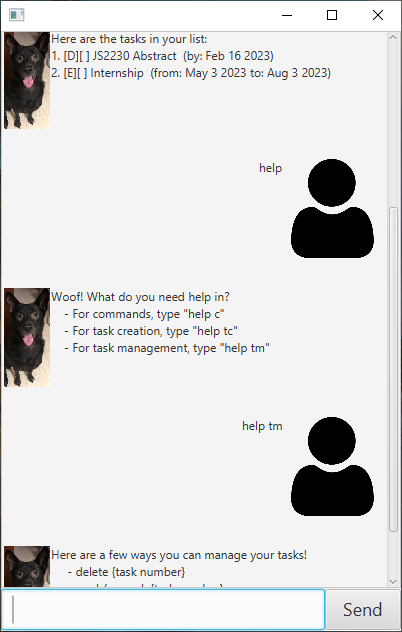 Here are the tasks in your list:
1. [D][ ] JS2230 Abstract  (by: Feb 16 2023)
2. [E][ ] Internship  (from: May 3 2023 to: Aug 3 2023)
help
Woof! What do you need help in?
- For commands, type "help c"
- For task creation, type "help tc"
- For task management, type "help tm"
help tm
Here are a few ways you can manage your tasks!
- delete {task number}
Send